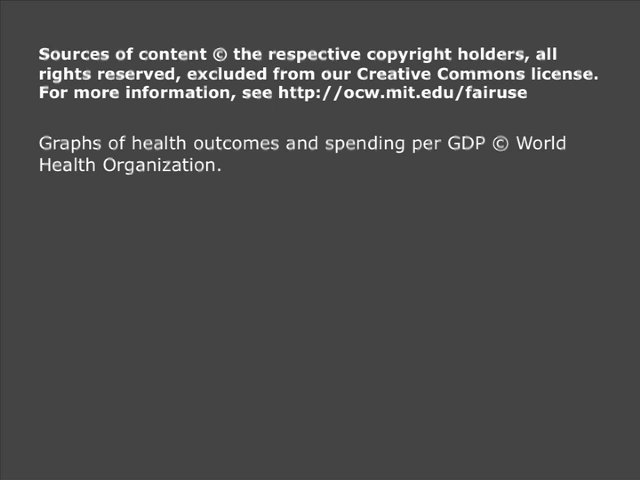 Sources of content © the respective copyright holders, all
rights reserved, excluded from our Creative Commons license.
For more information, see http://ocw.mit.edu/fairuse
Graphs of health outcomes and spending per GDP © World
Health Organization.